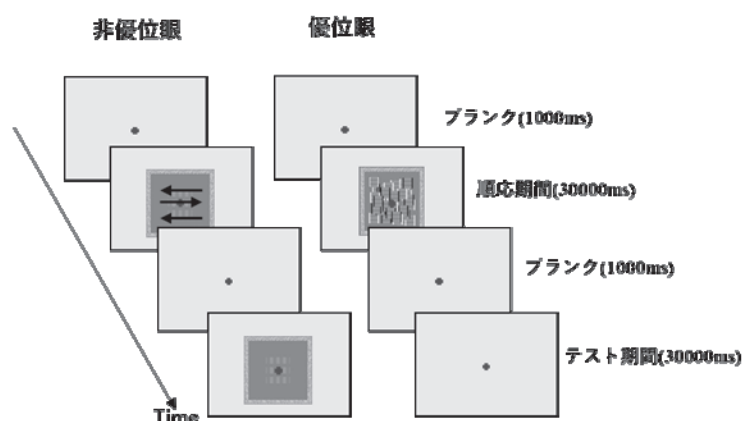 非優位眼
優位眼
ブランク(1000ms)
順応期間(30000ms)
ブランク(1000ms)
テスト期間(30000ms)
Time